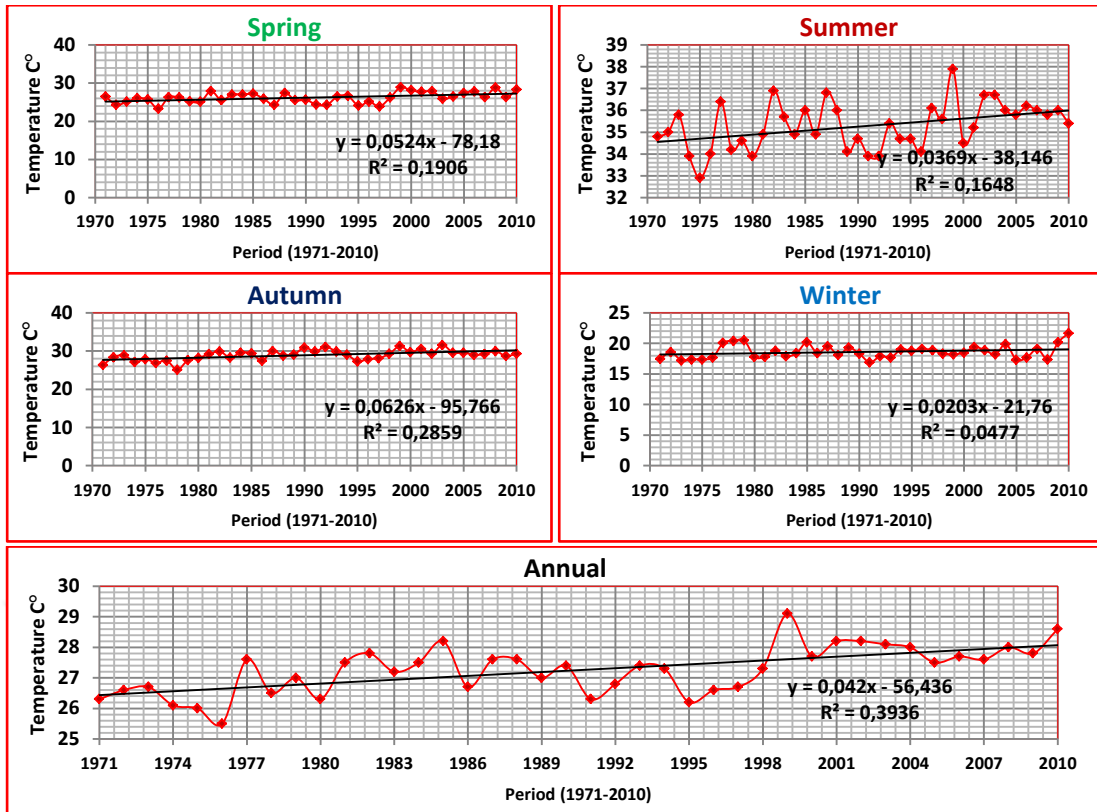 Spring
Temperature C°
40
30
20
10
0
y = 0,0524x - 78,18
R² = 0,1906
1970 1975 1980 1985 1990 1995 2000 2005 2010
Period (1971-2010)
Summer
Temperature C°
39
38
37
36
35
34
33
32
y = 0,0369x - 38,146
R² = 0,1648
1970 1975 1980 1985 1990 1995 2000 2005 2010
Period (1971-2010)
Autumn
Temperature C°
40
30
20
10
0
y = 0,0626x - 95,766
R² = 0,2859
1970 1975 1980 1985 1990 1995 2000 2005 2010
Period (1971-2010)
Winter
Temperature C°
25
20
15
10
5
0
y = 0,0203x - 21,76
R² = 0,0477
1970 1975 1980 1985 1990 1995 2000 2005 2010
Period (1971-2010)
Annual
Temperature C°
30
29
28
27
26
25
y = 0,042x - 56,436
R² = 0,3936
1971 1974 1977 1980 1983 1986 1989 1992 1995 1998 2001 2004 2007 2010
Period (1971-2010)